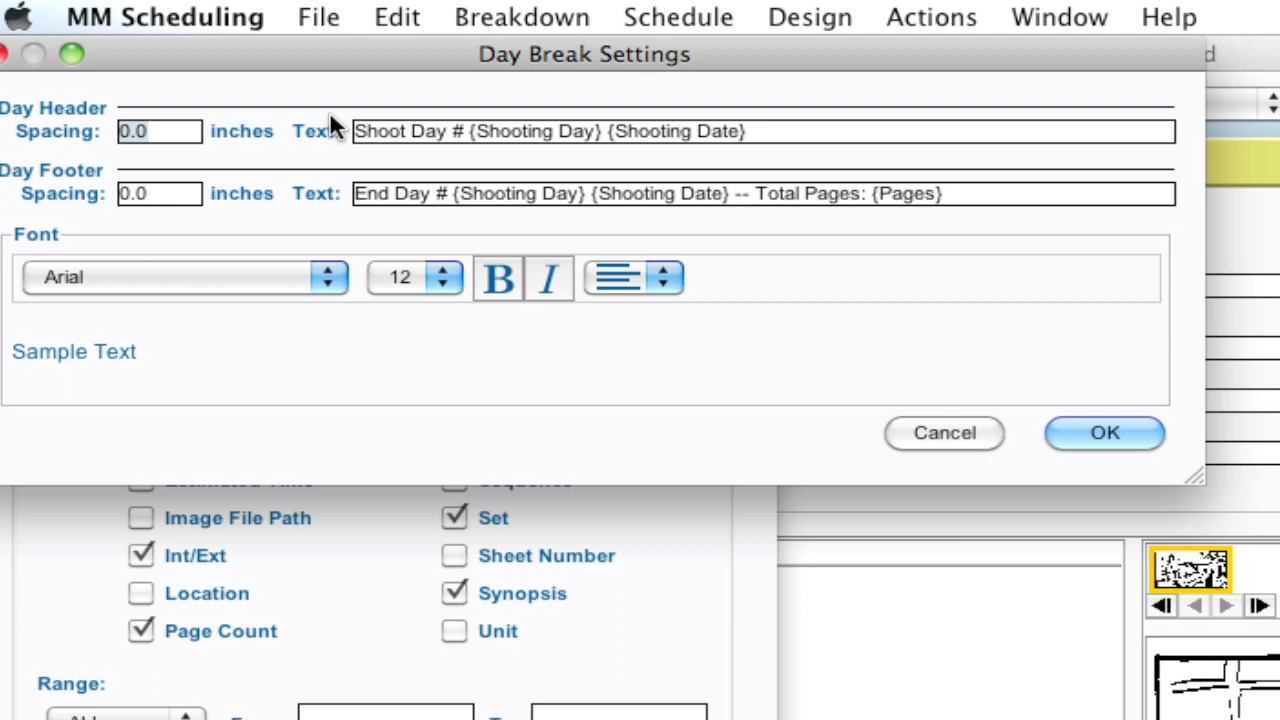 MM Scheduling File Edit Breakdown Schedule Design Actions Window Help
Day Break Settings
Day Header
Spacing: 0.0 inches Text: Shoot Day # {Shooting Day} {Shooting Date}
Day Footer
Spacing: 0.0 inches Text: End Day # {Shooting Day} {Shooting Date} -- Total Pages: {Pages}
Font
Arial 12 B I
Sample Text
Cancel OK
Image File Path Set
Int/Ext Sheet Number
Location Synopsis
Page Count Unit
Range: